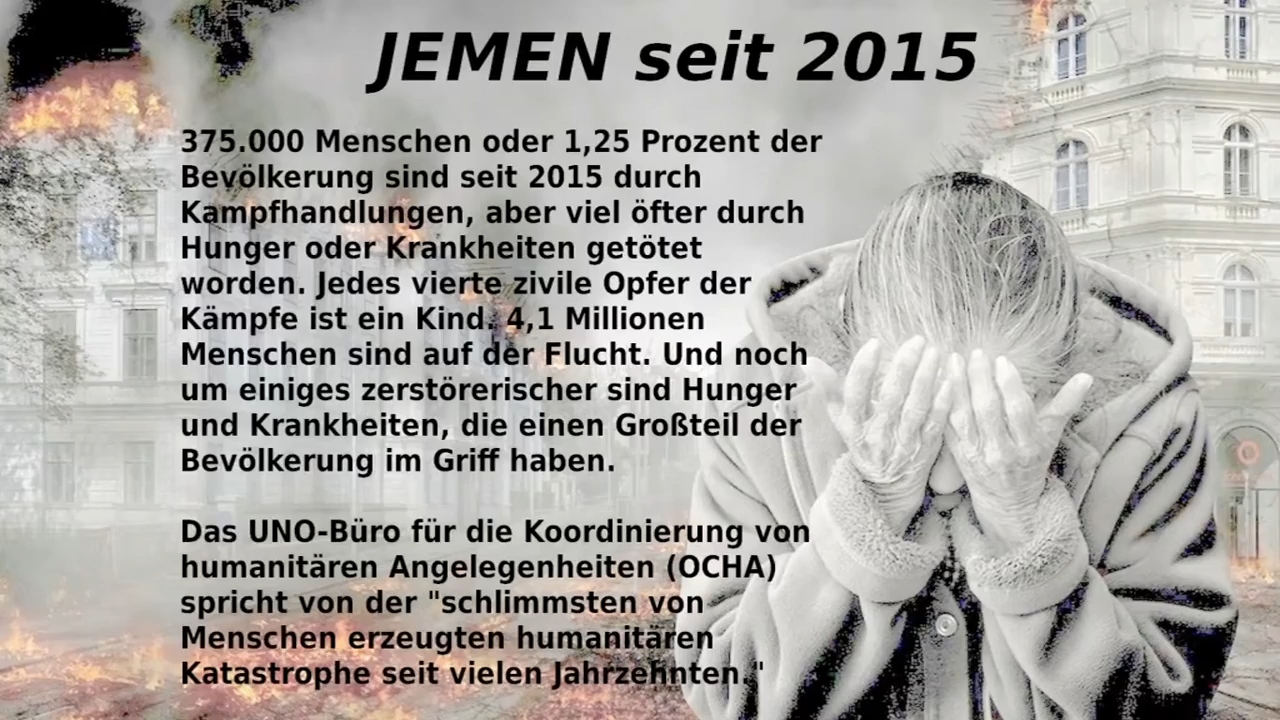 JEMEN seit 2015
375.000 Menschen oder 1,25 Prozent der
Bevölkerung sind seit 2015 durch
Kampfhandlungen, aber viel öfter durch
Hunger oder Krankheiten getötet
worden. Jedes vierte zivile Opfer der
Kämpfe ist ein Kind. 4,1 Millionen
Menschen sind auf der Flucht. Und noch
um einiges zerstörerischer sind Hunger
und Krankheiten, die einen Großteil der
Bevölkerung im Griff haben.
Das UNO-Büro für die Koordinierung von
humanitären Angelegenheiten (OCHA)
spricht von der "schlimmsten von
Menschen erzeugten humanitären
Katastrophe seit vielen Jahrzehnten."